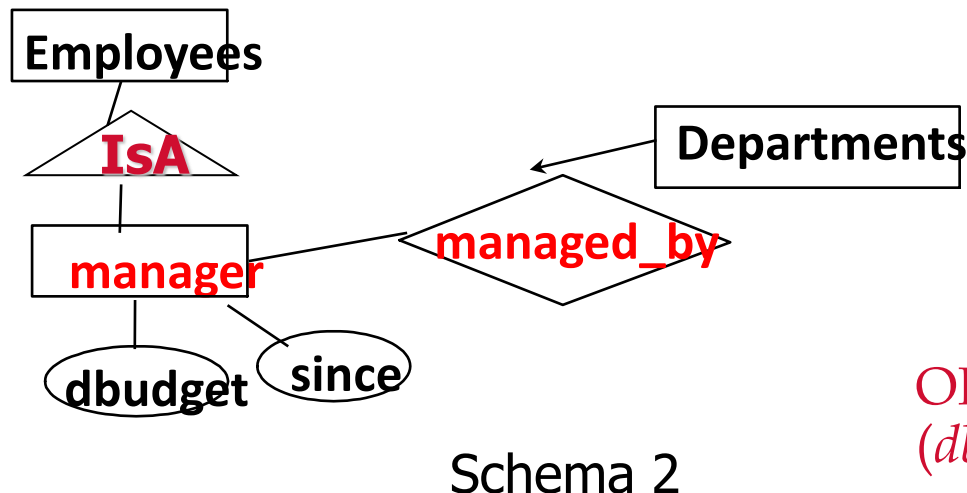 Employees
IsA
Departments
managed_by
manager
dbudget
since
Schema 2